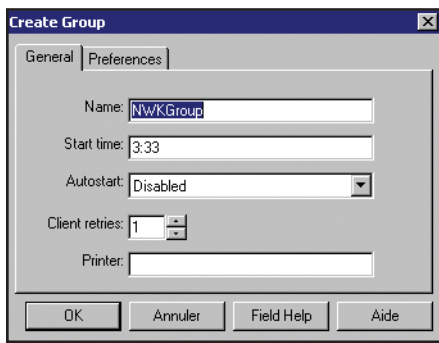 Create Group
General Preferences
Name: NWKGroup
Start time: 3:33
Autostart: Disabled
Client retries: 1
Printer:
OK Annuler Field Help Aide